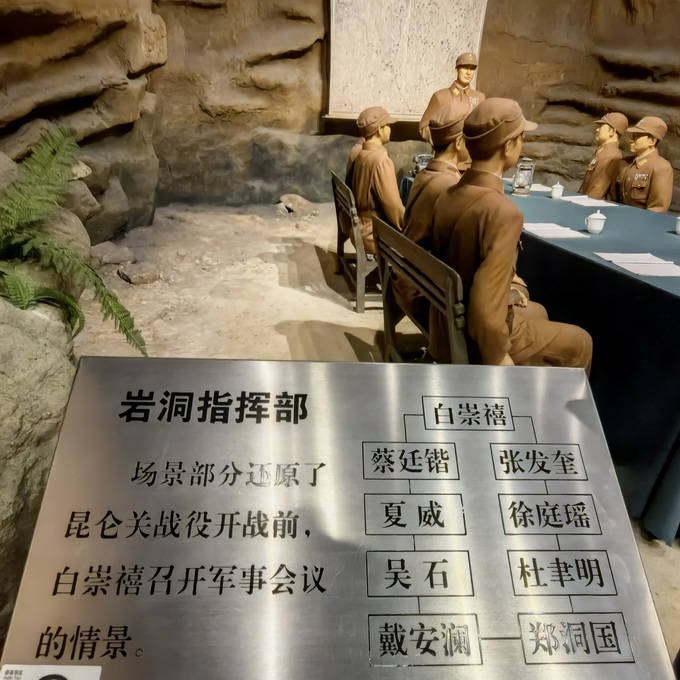 岩洞指挥部
场景部分还原了
昆仑关战役开战前，
白崇禧召开军事会议
的情景。
白崇禧
蔡廷锴 张发奎
夏威 徐庭瑶
吴石 杜聿明
戴安澜 郑洞国